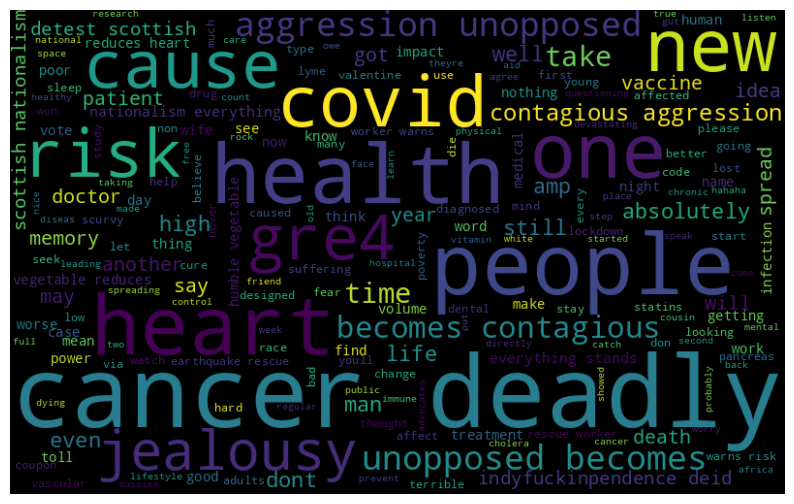 research
true listen
national much care aggression unopposed human
detest scottish gut
space owe theyre
reduces heart type got impact well aid take new
scottish nationalism poor cause lyme valentine use agree first young vaccine idea
sleep
healthy patient drug count covid nothing affected questioning
won nationalism everything contagious aggression
vote non wife see worker warns physical devastating please
study rock know many die better going
risk free now health face learn medical one code lost
taking help believe mind place chronic hahaha
nice doctor day amp night name spread
diseas made scurvy never humble vegetable caused old think diagnosed step every absolutely
memory let high gre4 year word still lockdown infection
thing white started speak start
seek leading another cure suffering hospital poverty vitamin people come
vegetable reduces designed fear time dental
spreading friend
may say heart control volume make stay statins cousin will getting
worse low case becomes contagious don second looking mental
power mean race find put directly catch work
full two via watch earthquake rescue youll life everything stands pancreas back
week bad change showed probably
dying cancer hard public man immune deadly
regular thought advocates
even jealousy affect treatment cholera rescue worker cancer death worry
toll unopposed becomes warns risk
coupon lifestyle good adults dont prevent terrible indyfuckinpendence deid africa
vascular aussies